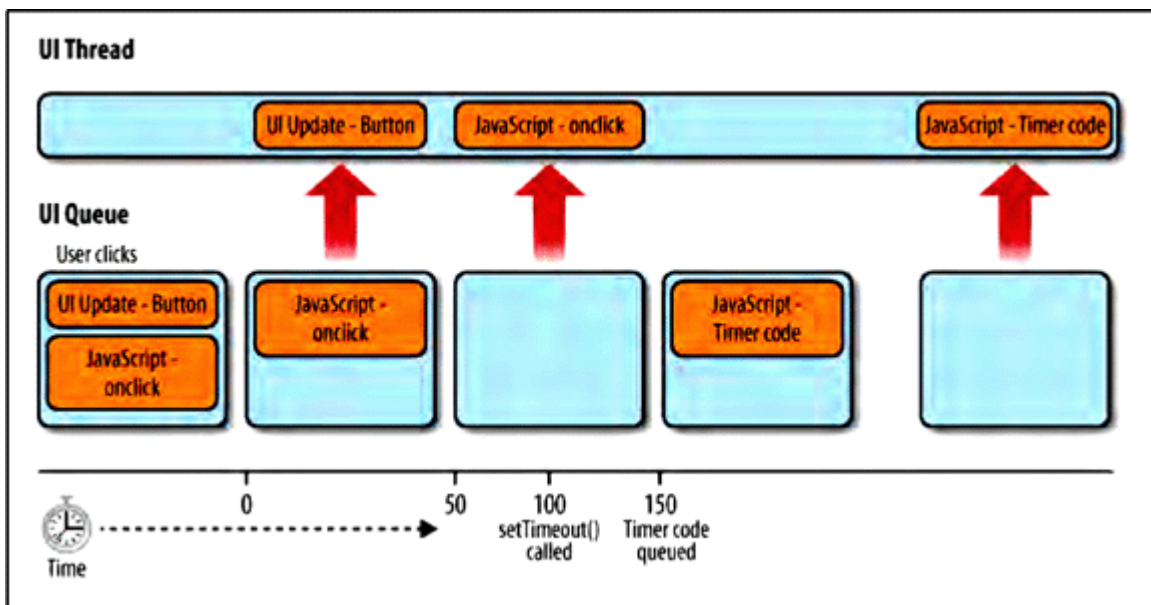 UI Thread
UI Update - Button
JavaScript - onclick
JavaScript - Timer code
UI Queue
User clicks
UI Update - Button
JavaScript -
onclick
JavaScript -
onclick
JavaScript -
Timer code
0
50
100
150
setTimeout()
called
Timer code
queued
Time